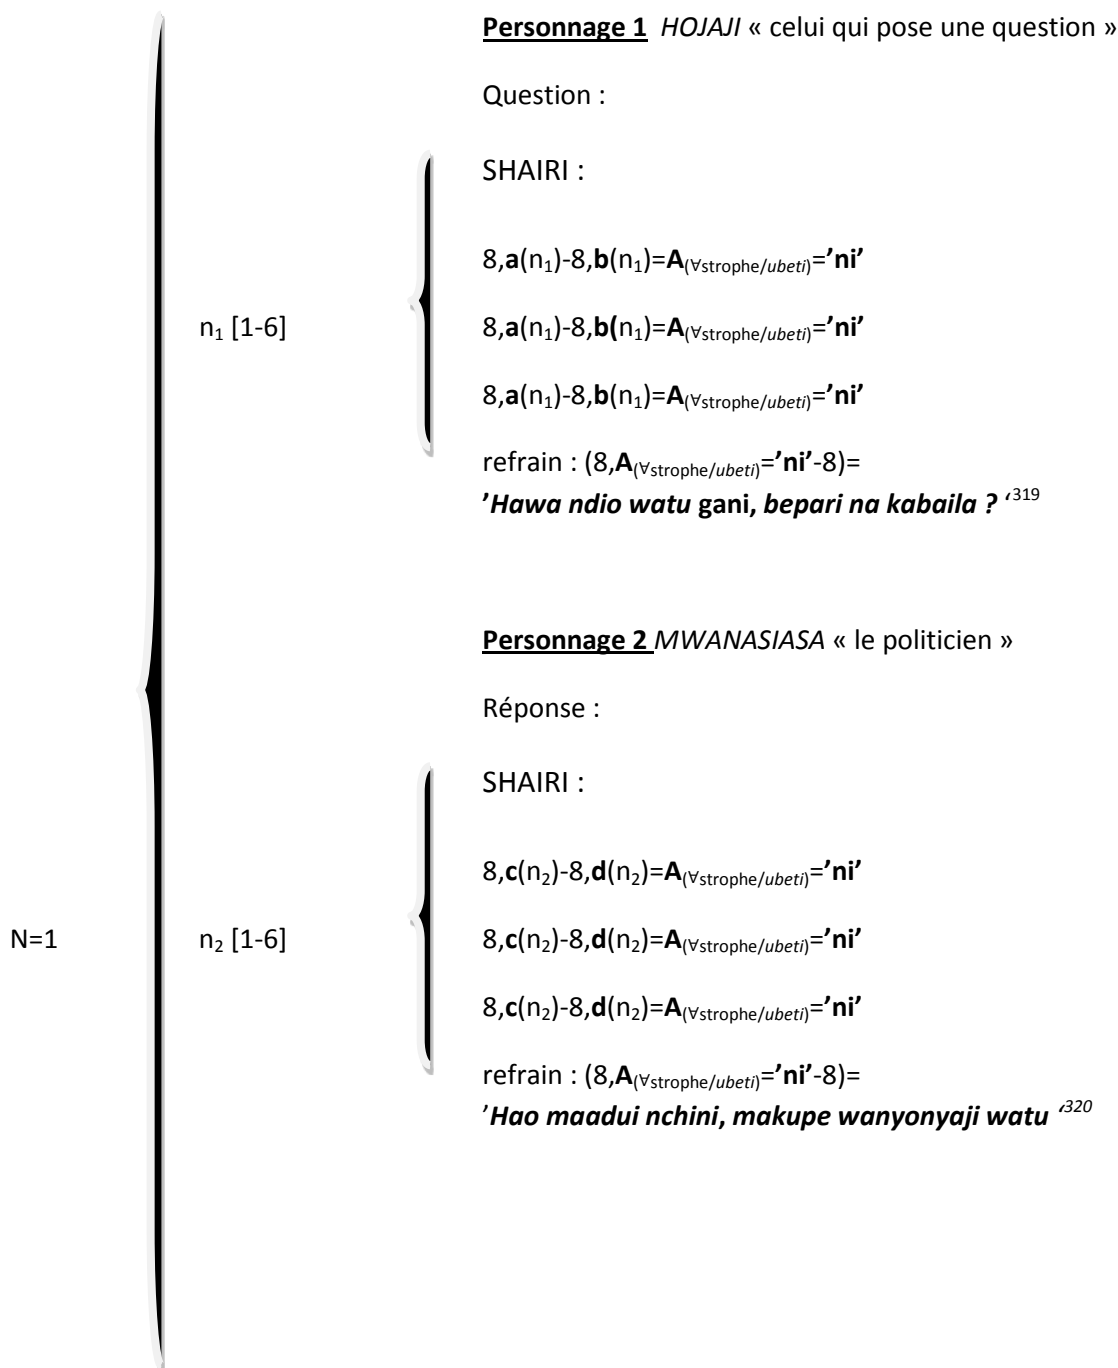 Personnage 1 HOJAJI « celui qui pose une question »
Question :
SHAIRI :
8,a(n₁)-8,b(n₁)=A(∀strophe/ubeti)=’ni’
n₁ [1-6]
8,a(n₁)-8,b(n₁)=A(∀strophe/ubeti)=’ni’
8,a(n₁)-8,b(n₁)=A(∀strophe/ubeti)=’ni’
refrain : (8,A(∀strophe/ubeti)=’ni’-8)=
’Hawa ndio watu gani, bepari na kabaila ? ‘319
Personnage 2 MWANASIASA « le politicien »
Réponse :
SHAIRI :
8,c(n₂)-8,d(n₂)=A(∀strophe/ubeti)=’ni’
N=1 n₂ [1-6] 8,c(n₂)-8,d(n₂)=A(∀strophe/ubeti)=’ni’
8,c(n₂)-8,d(n₂)=A(∀strophe/ubeti)=’ni’
refrain : (8,A(∀strophe/ubeti)=’ni’-8)=
’Hao maadui nchini, makupe wanyonyaji watu ‘320